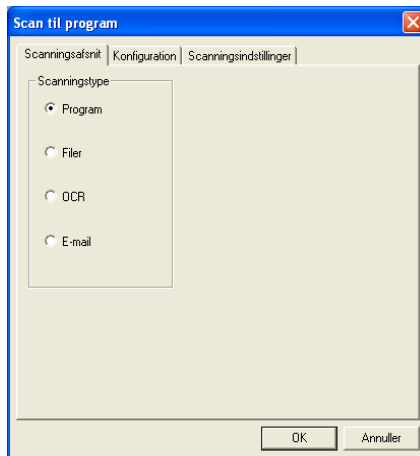 Scan til program
Scanningsafsnit Konfiguration Scanningsindstillinger
Scanningstype
Program
Filer
OCR
E-mail
OK Annuller